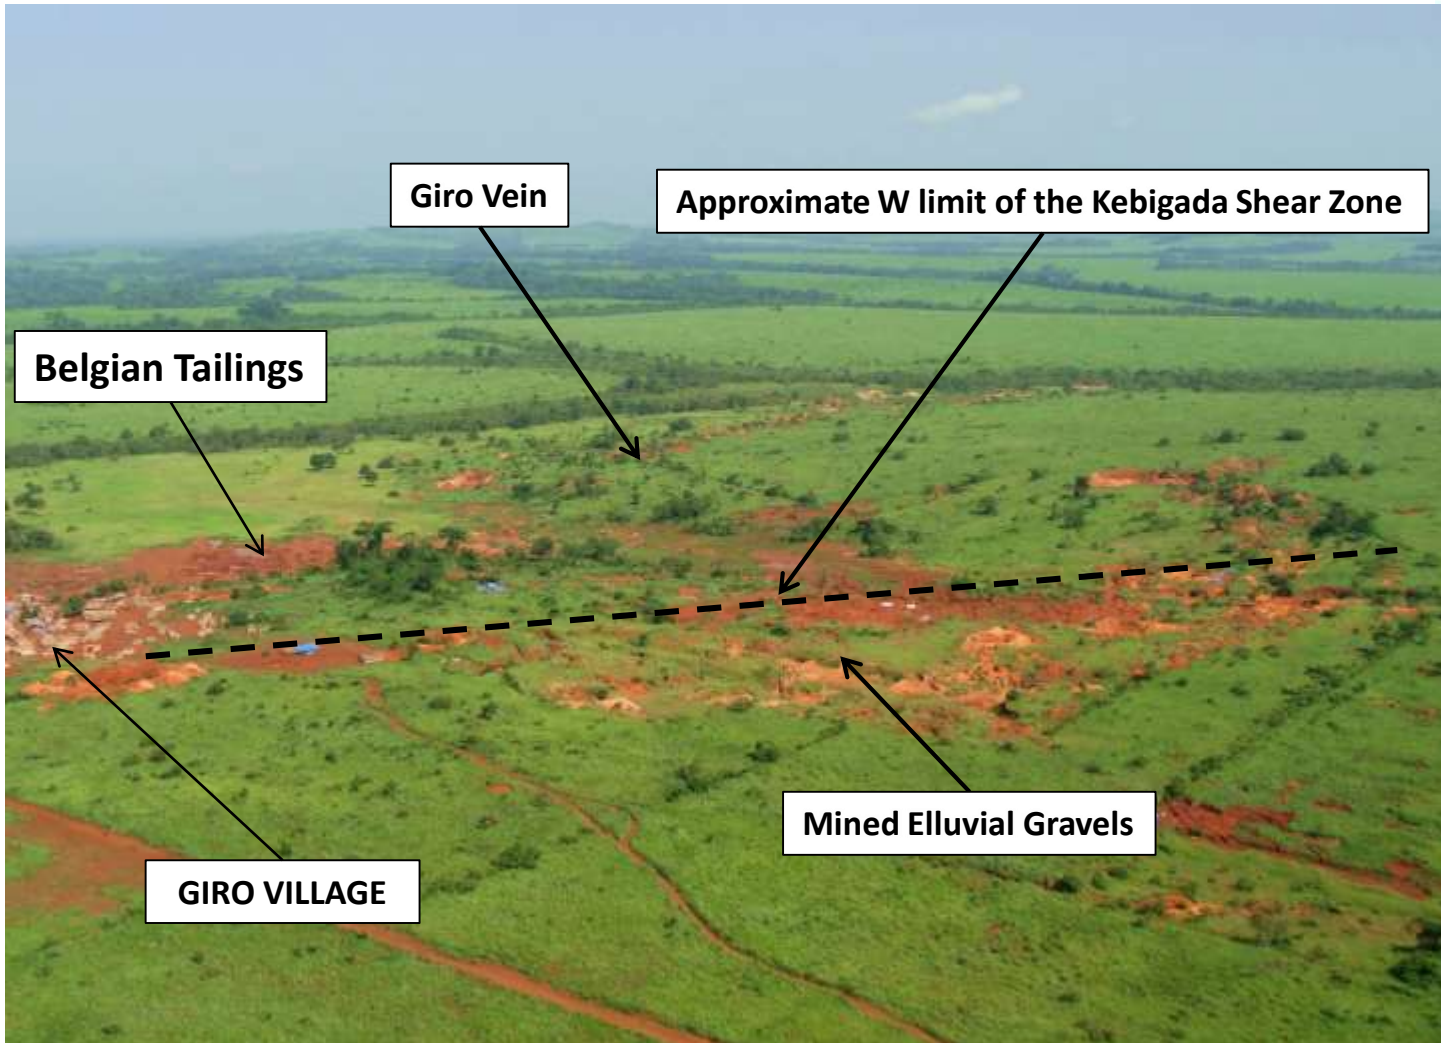 Giro Vein
Approximate W limit of the Kebigada Shear Zone
Belgian Tailings
Mined Elluvial Gravels
GIRO VILLAGE